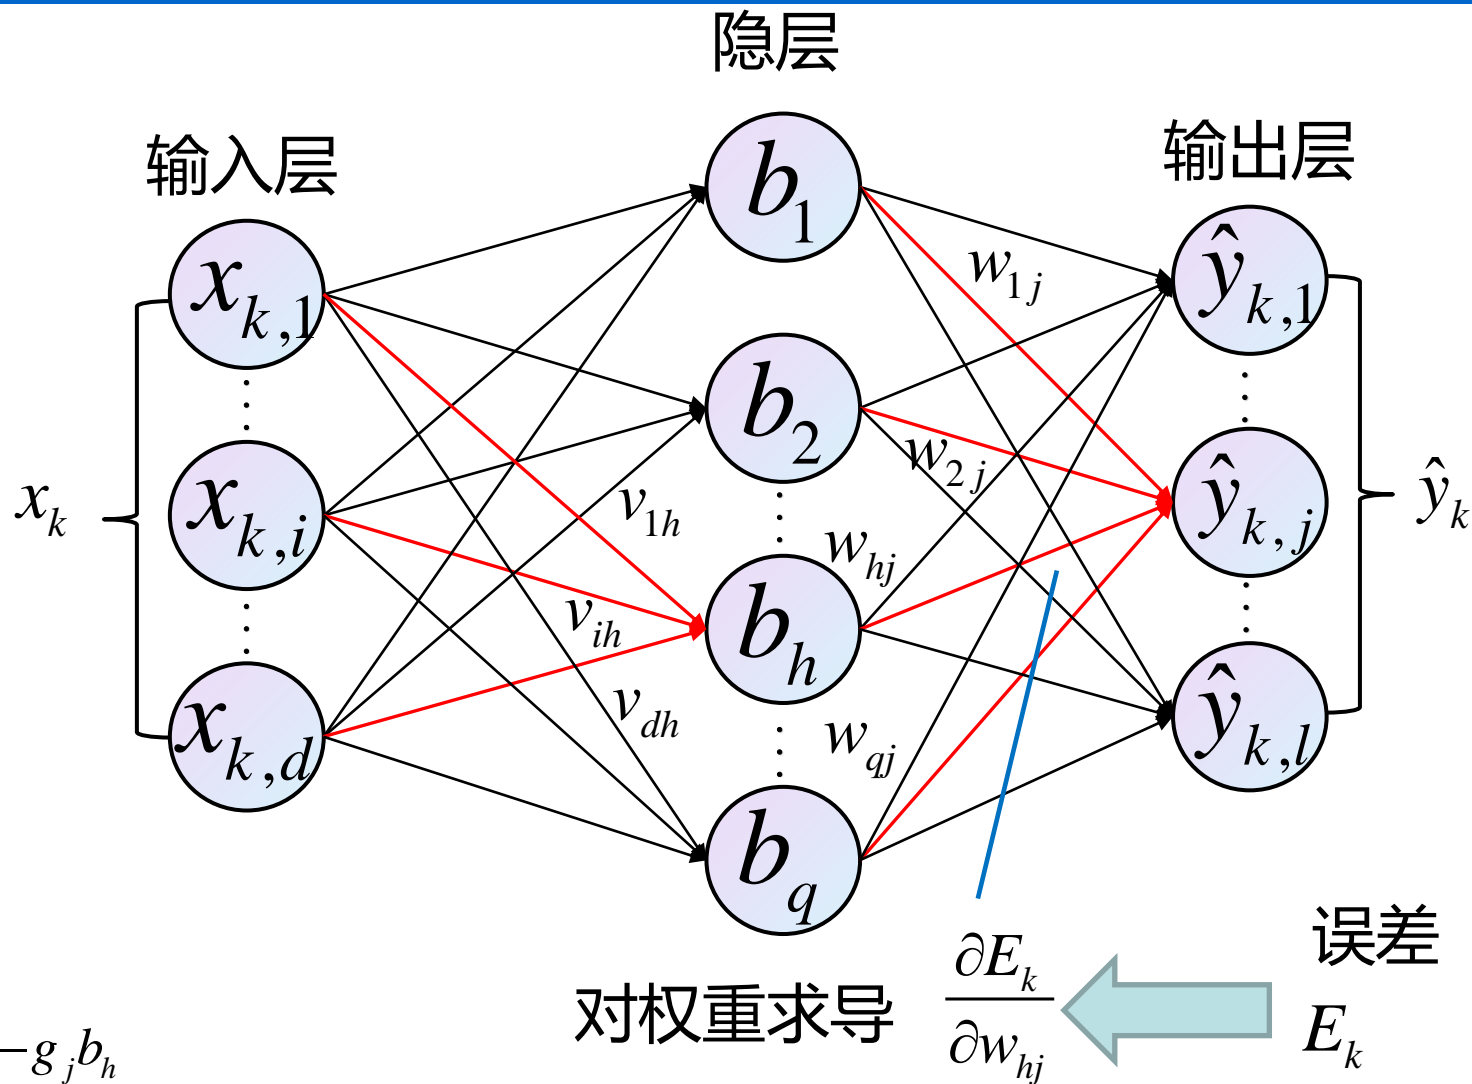 隐层
输入层
输出层
b_1
x_{k,1}
w_{1j}
ŷ_{k,1}
b_2
w_{2j}
x_k
x_{k,i}
v_{1h}
ŷ_{k,j}
ŷ_k
w_{hj}
v_{ih}
b_h
x_{k,d}
v_{dh}
w_{qj}
ŷ_{k,l}
b_q
误差
对权重求导
∂E_k
∂w_{hj}
E_k
−g_j b_h